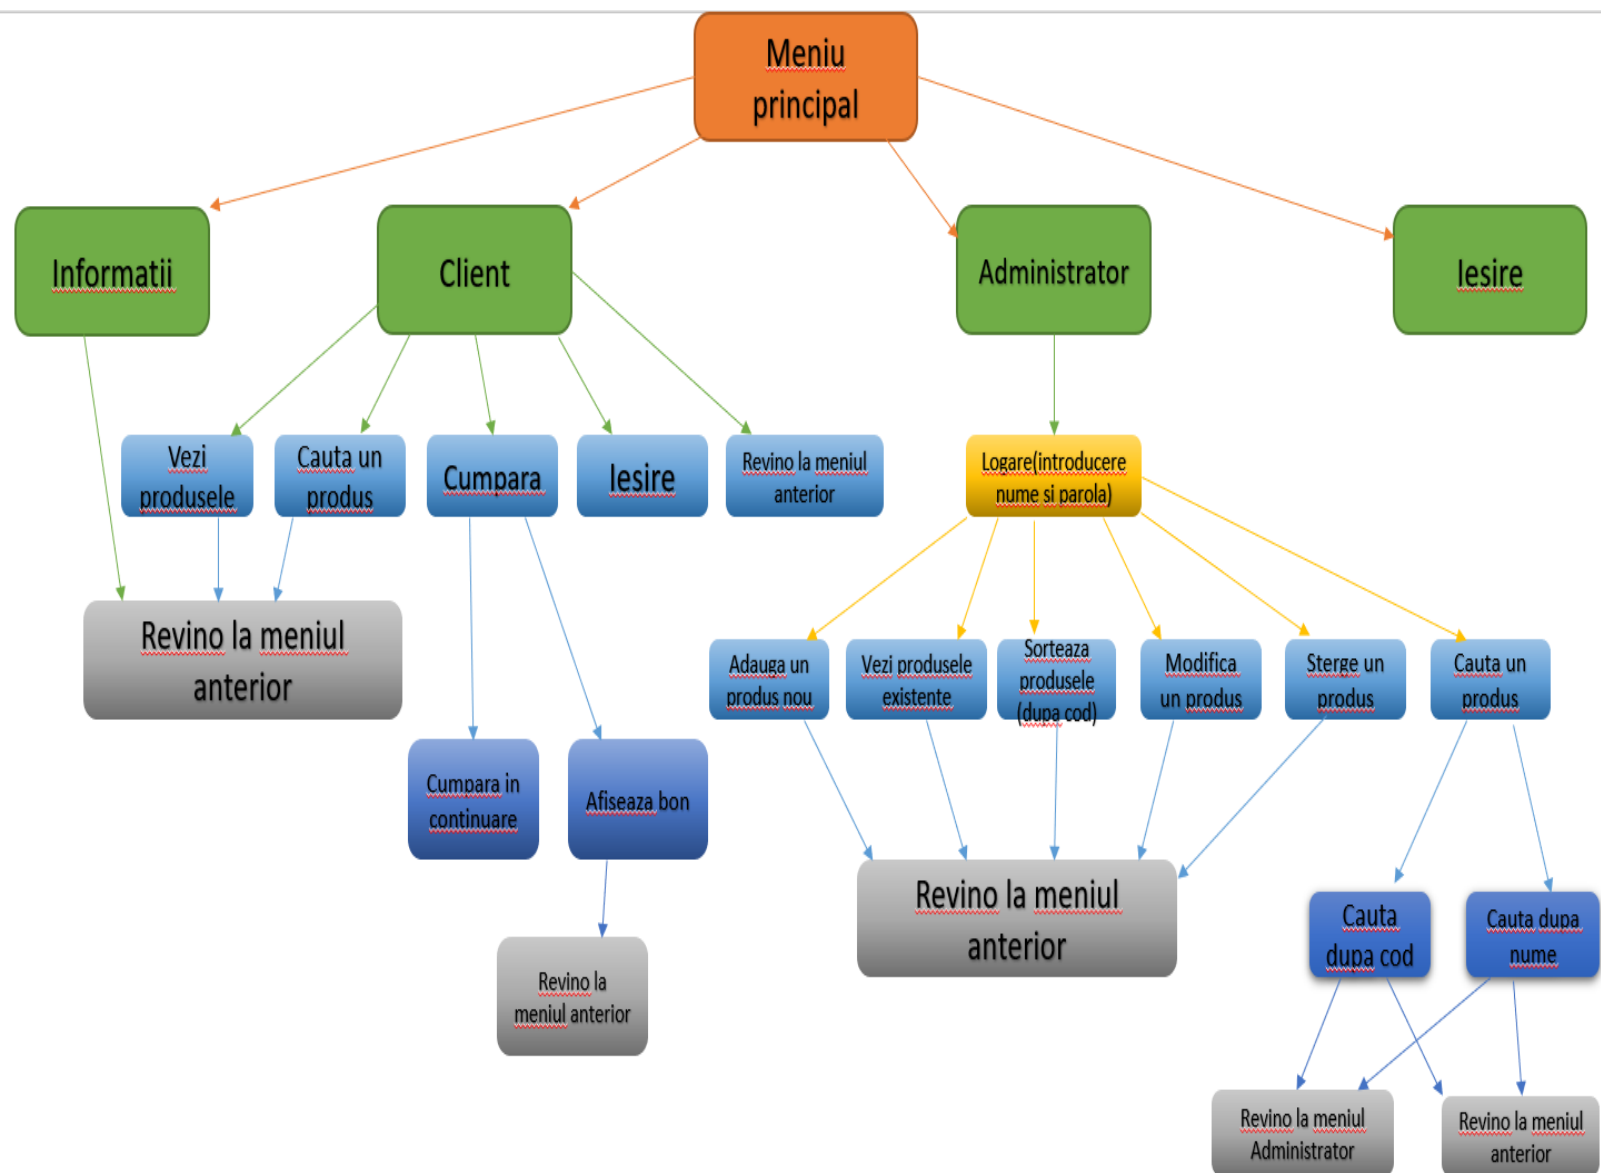 Meniu
principal
Informatii
Client
Administrator
Iesire
Vezi
produsele
Cauta un
produs
Cumpara
Iesire
Revino la meniul
anterior
Logare(introducere
nume si parola)
Revino la meniul
anterior
Adauga un
produs nou
Vezi produsele
existente
Sorteaza
produsele
(dupa cod)
Modifica
un produs
Sterge un
produs
Cauta un
produs
Cumpara in
continuare
Afiseaza bon
Revino la meniul
anterior
Cauta
dupa cod
Cauta dupa
nume
Revino la
meniul anterior
Revino la meniul
Administrator
Revino la meniul
anterior